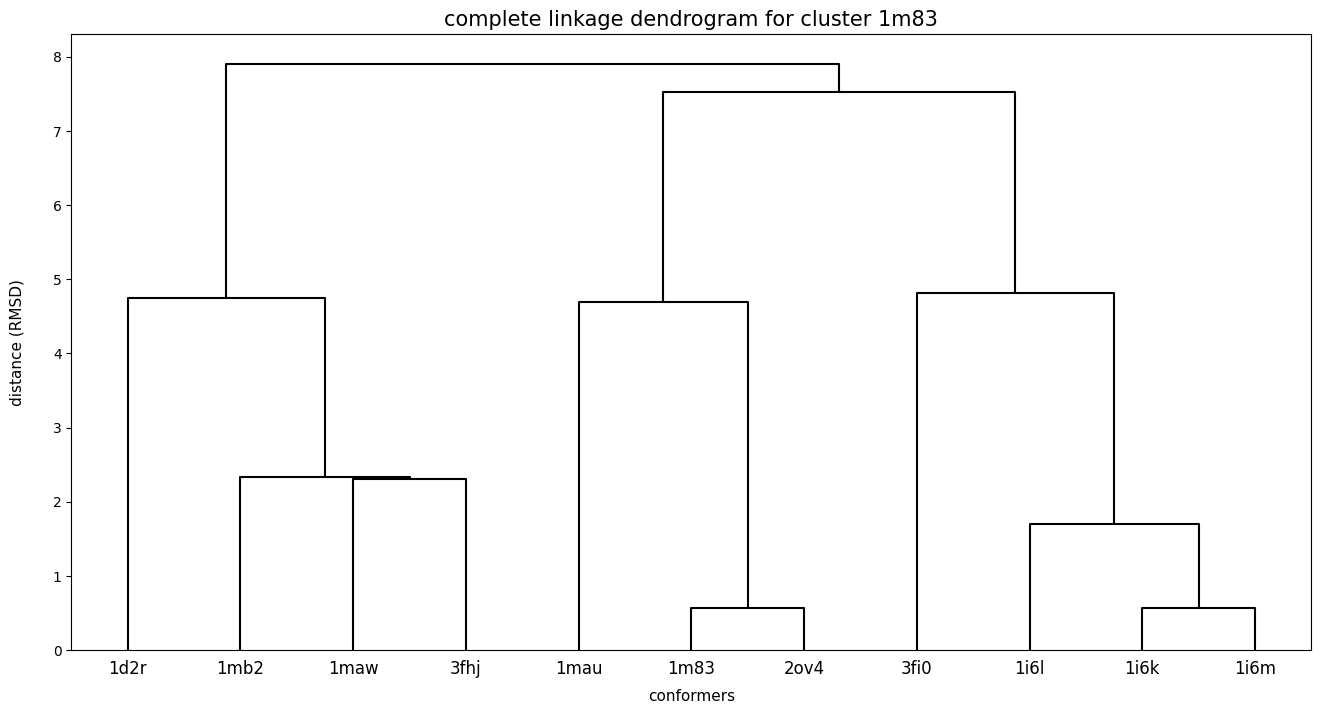 complete linkage dendrogram for cluster 1m83
8
7
6
5
4
3
2
1
0
distance (RMSD)
1d2r 1mb2 1maw 3fhj 1mau 1m83 2ov4 3fi0 1i6l 1i6k 1i6m
conformers